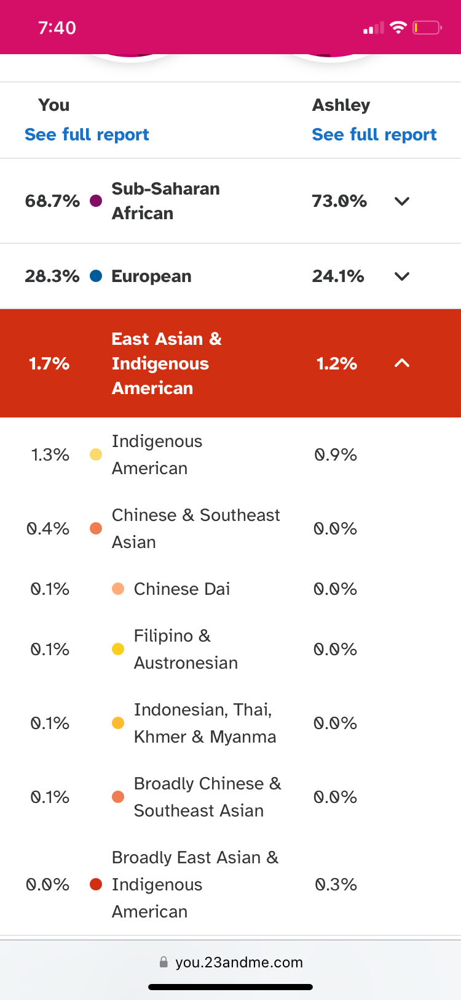 7:40
You
Ashley
See full report
See full report
68.7%
Sub-Saharan
African
73.0%
28.3%
European
24.1%
1.7%
East Asian &
Indigenous
American
1.2%
1.3%
Indigenous
American
0.9%
0.4%
Chinese & Southeast
Asian
0.0%
0.1%
Chinese Dai
0.0%
0.1%
Filipino &
Austronesian
0.0%
0.1%
Indonesian, Thai,
Khmer & Myanma
0.0%
0.1%
Broadly Chinese &
Southeast Asian
0.0%
0.0%
Broadly East Asian &
Indigenous
American
0.3%
you.23andme.com